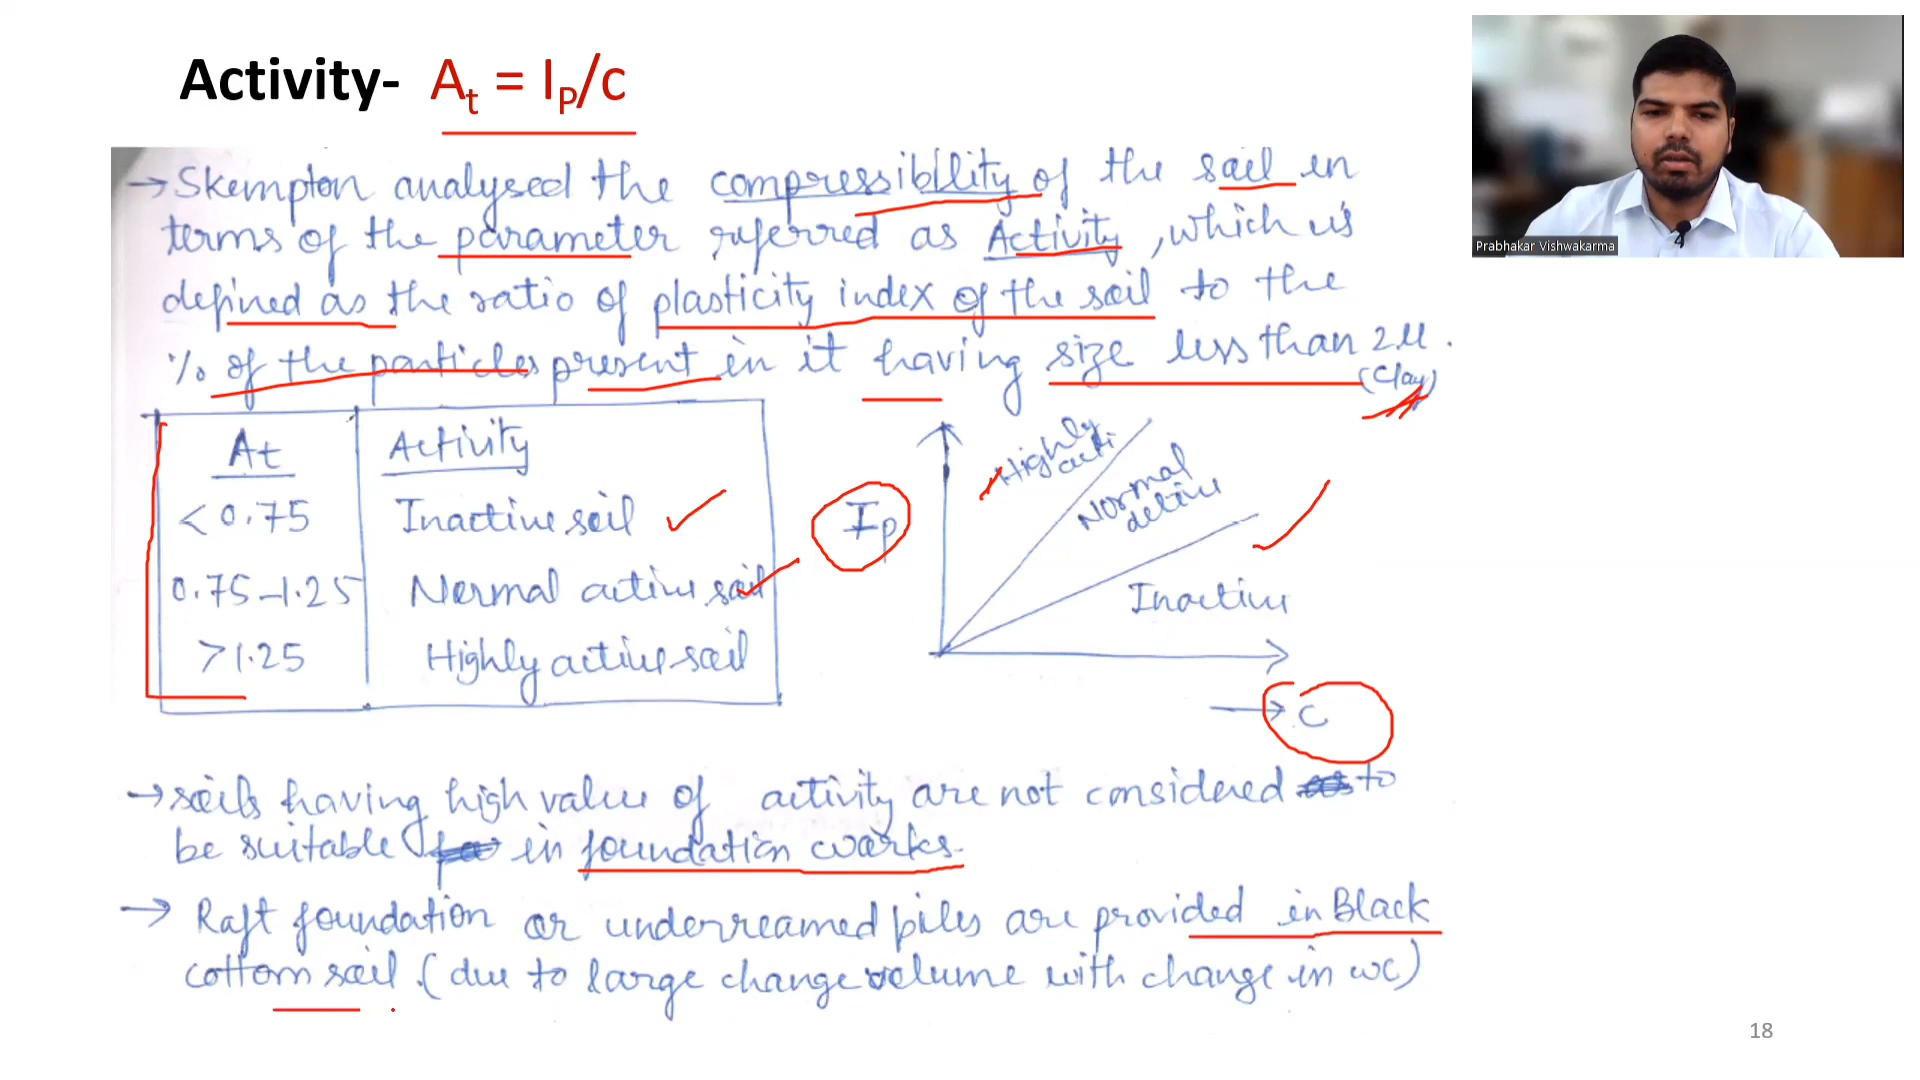 Activity- At = IP/c
Prabhakar Vishwakarma
→ Skempton analysed the compressibility of the soil in
terms of the parameter referred as Activity, which is
defined as the ratio of plasticity index of the soil to the
% of the particles present in it having size less than 2μ.
(Clay)
At Activity
< 0.75 Inactive soil
0.75-1.25 Normal active soil
>1.25 Highly active soil
Ip
Highly
acti
Normal
active
Inactive
→ C
→ soils having high value of activity are not considered to
be suitable in foundation works.
→ Raft foundation or underreamed piles are provided in Black
cottom soil. (due to large change volume with change in wc)
18